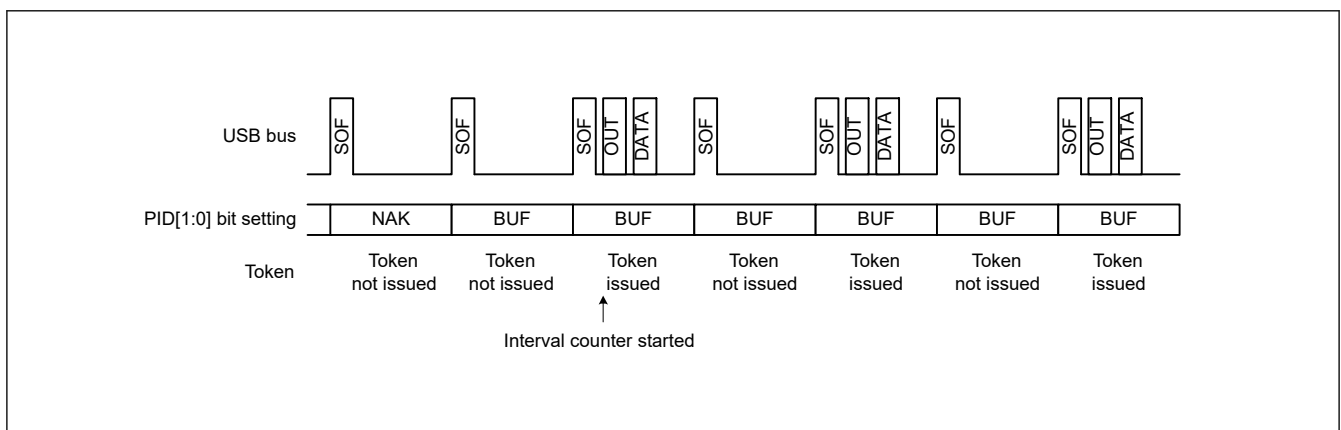 USB bus
SOF SOF SOF OUT DATA SOF SOF OUT DATA SOF SOF OUT DATA
PID[1:0] bit setting NAK BUF BUF BUF BUF BUF BUF
Token
Token Token Token Token Token Token Token
not issued not issued issued not issued issued not issued issued
Interval counter started